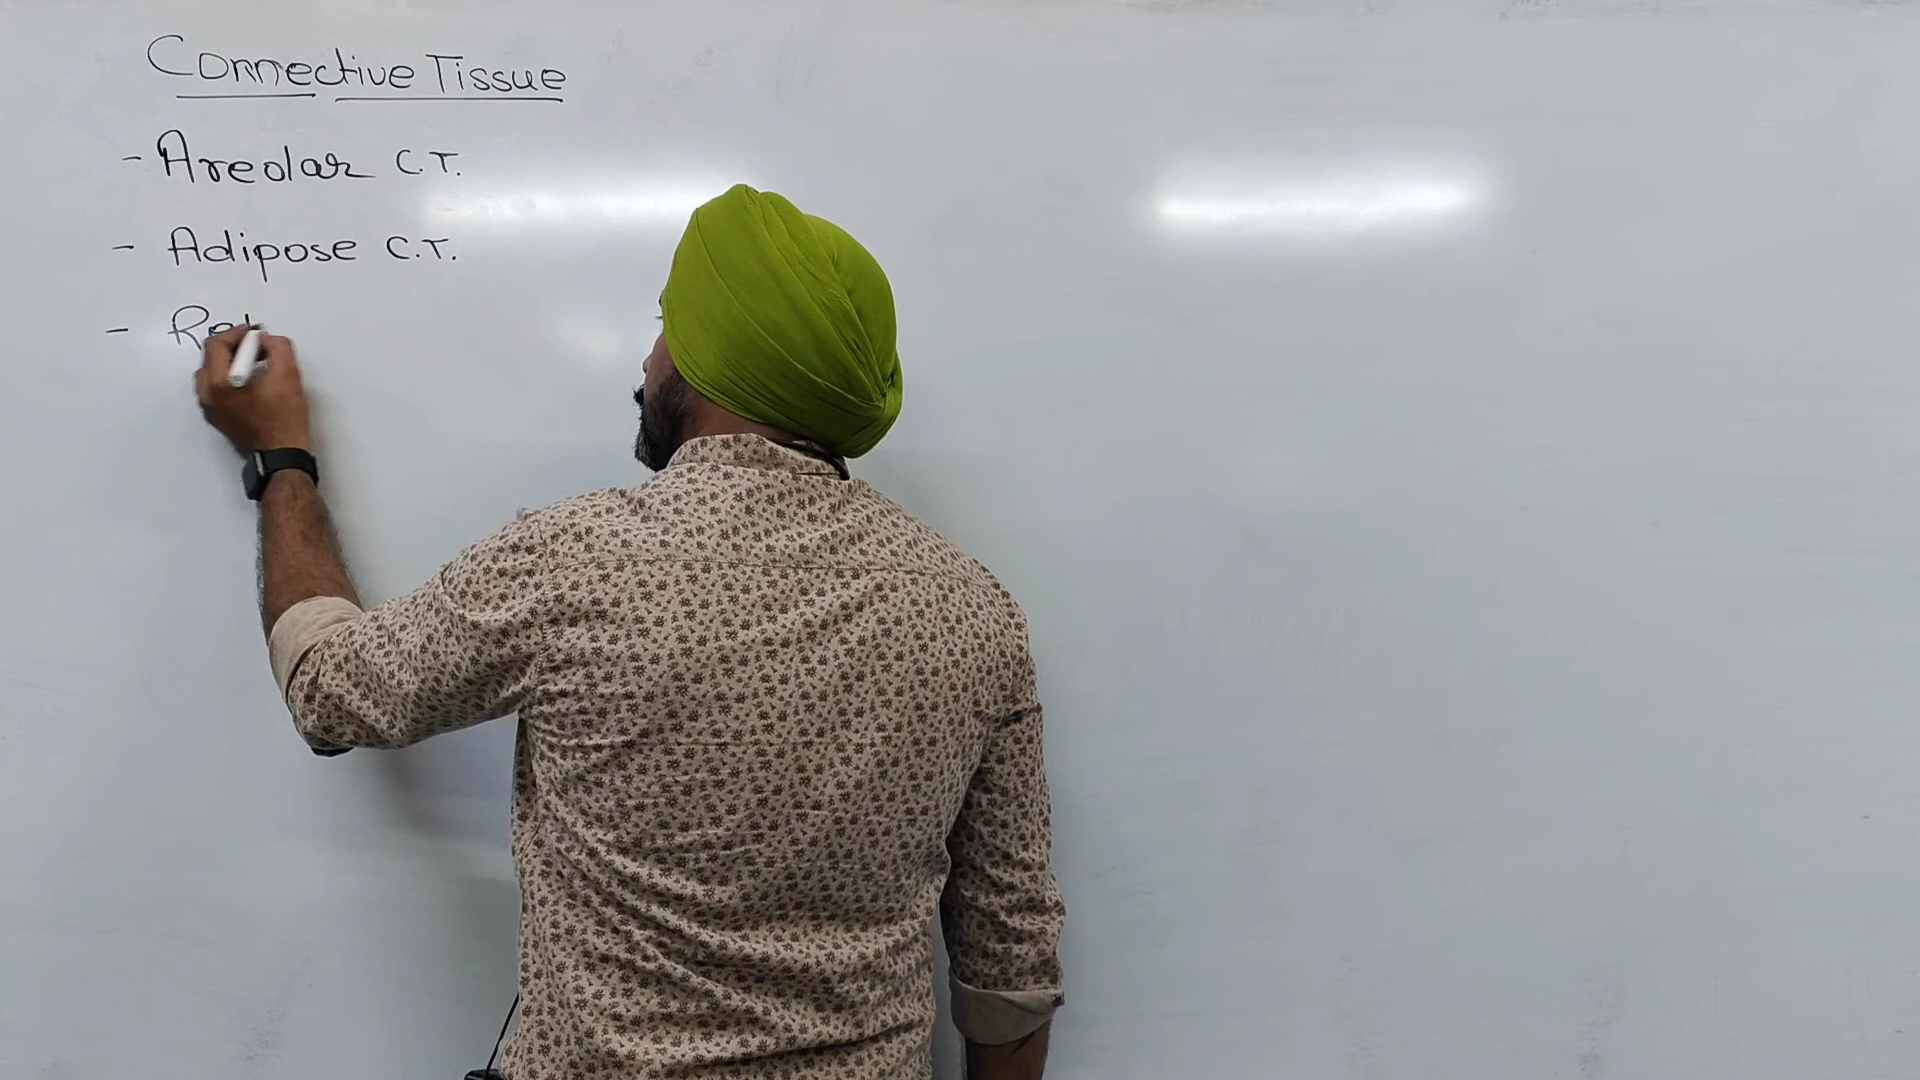 Connective Tissue
- Areolar C.T.
- Adipose C.T.
-